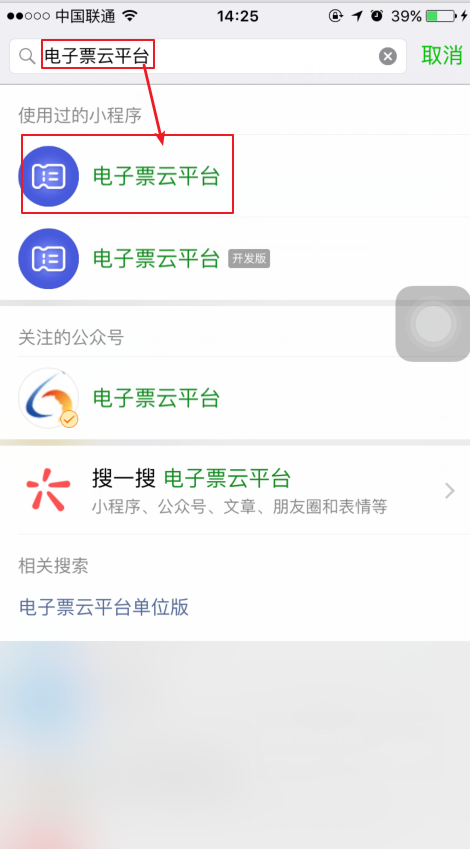 中国联通 14:25 39%
电子票云平台 取消
使用过的小程序
电子票云平台
电子票云平台 开发版
关注的公众号
电子票云平台
搜一搜 电子票云平台
小程序、公众号、文章、朋友圈和表情等
相关搜索
电子票云平台单位版